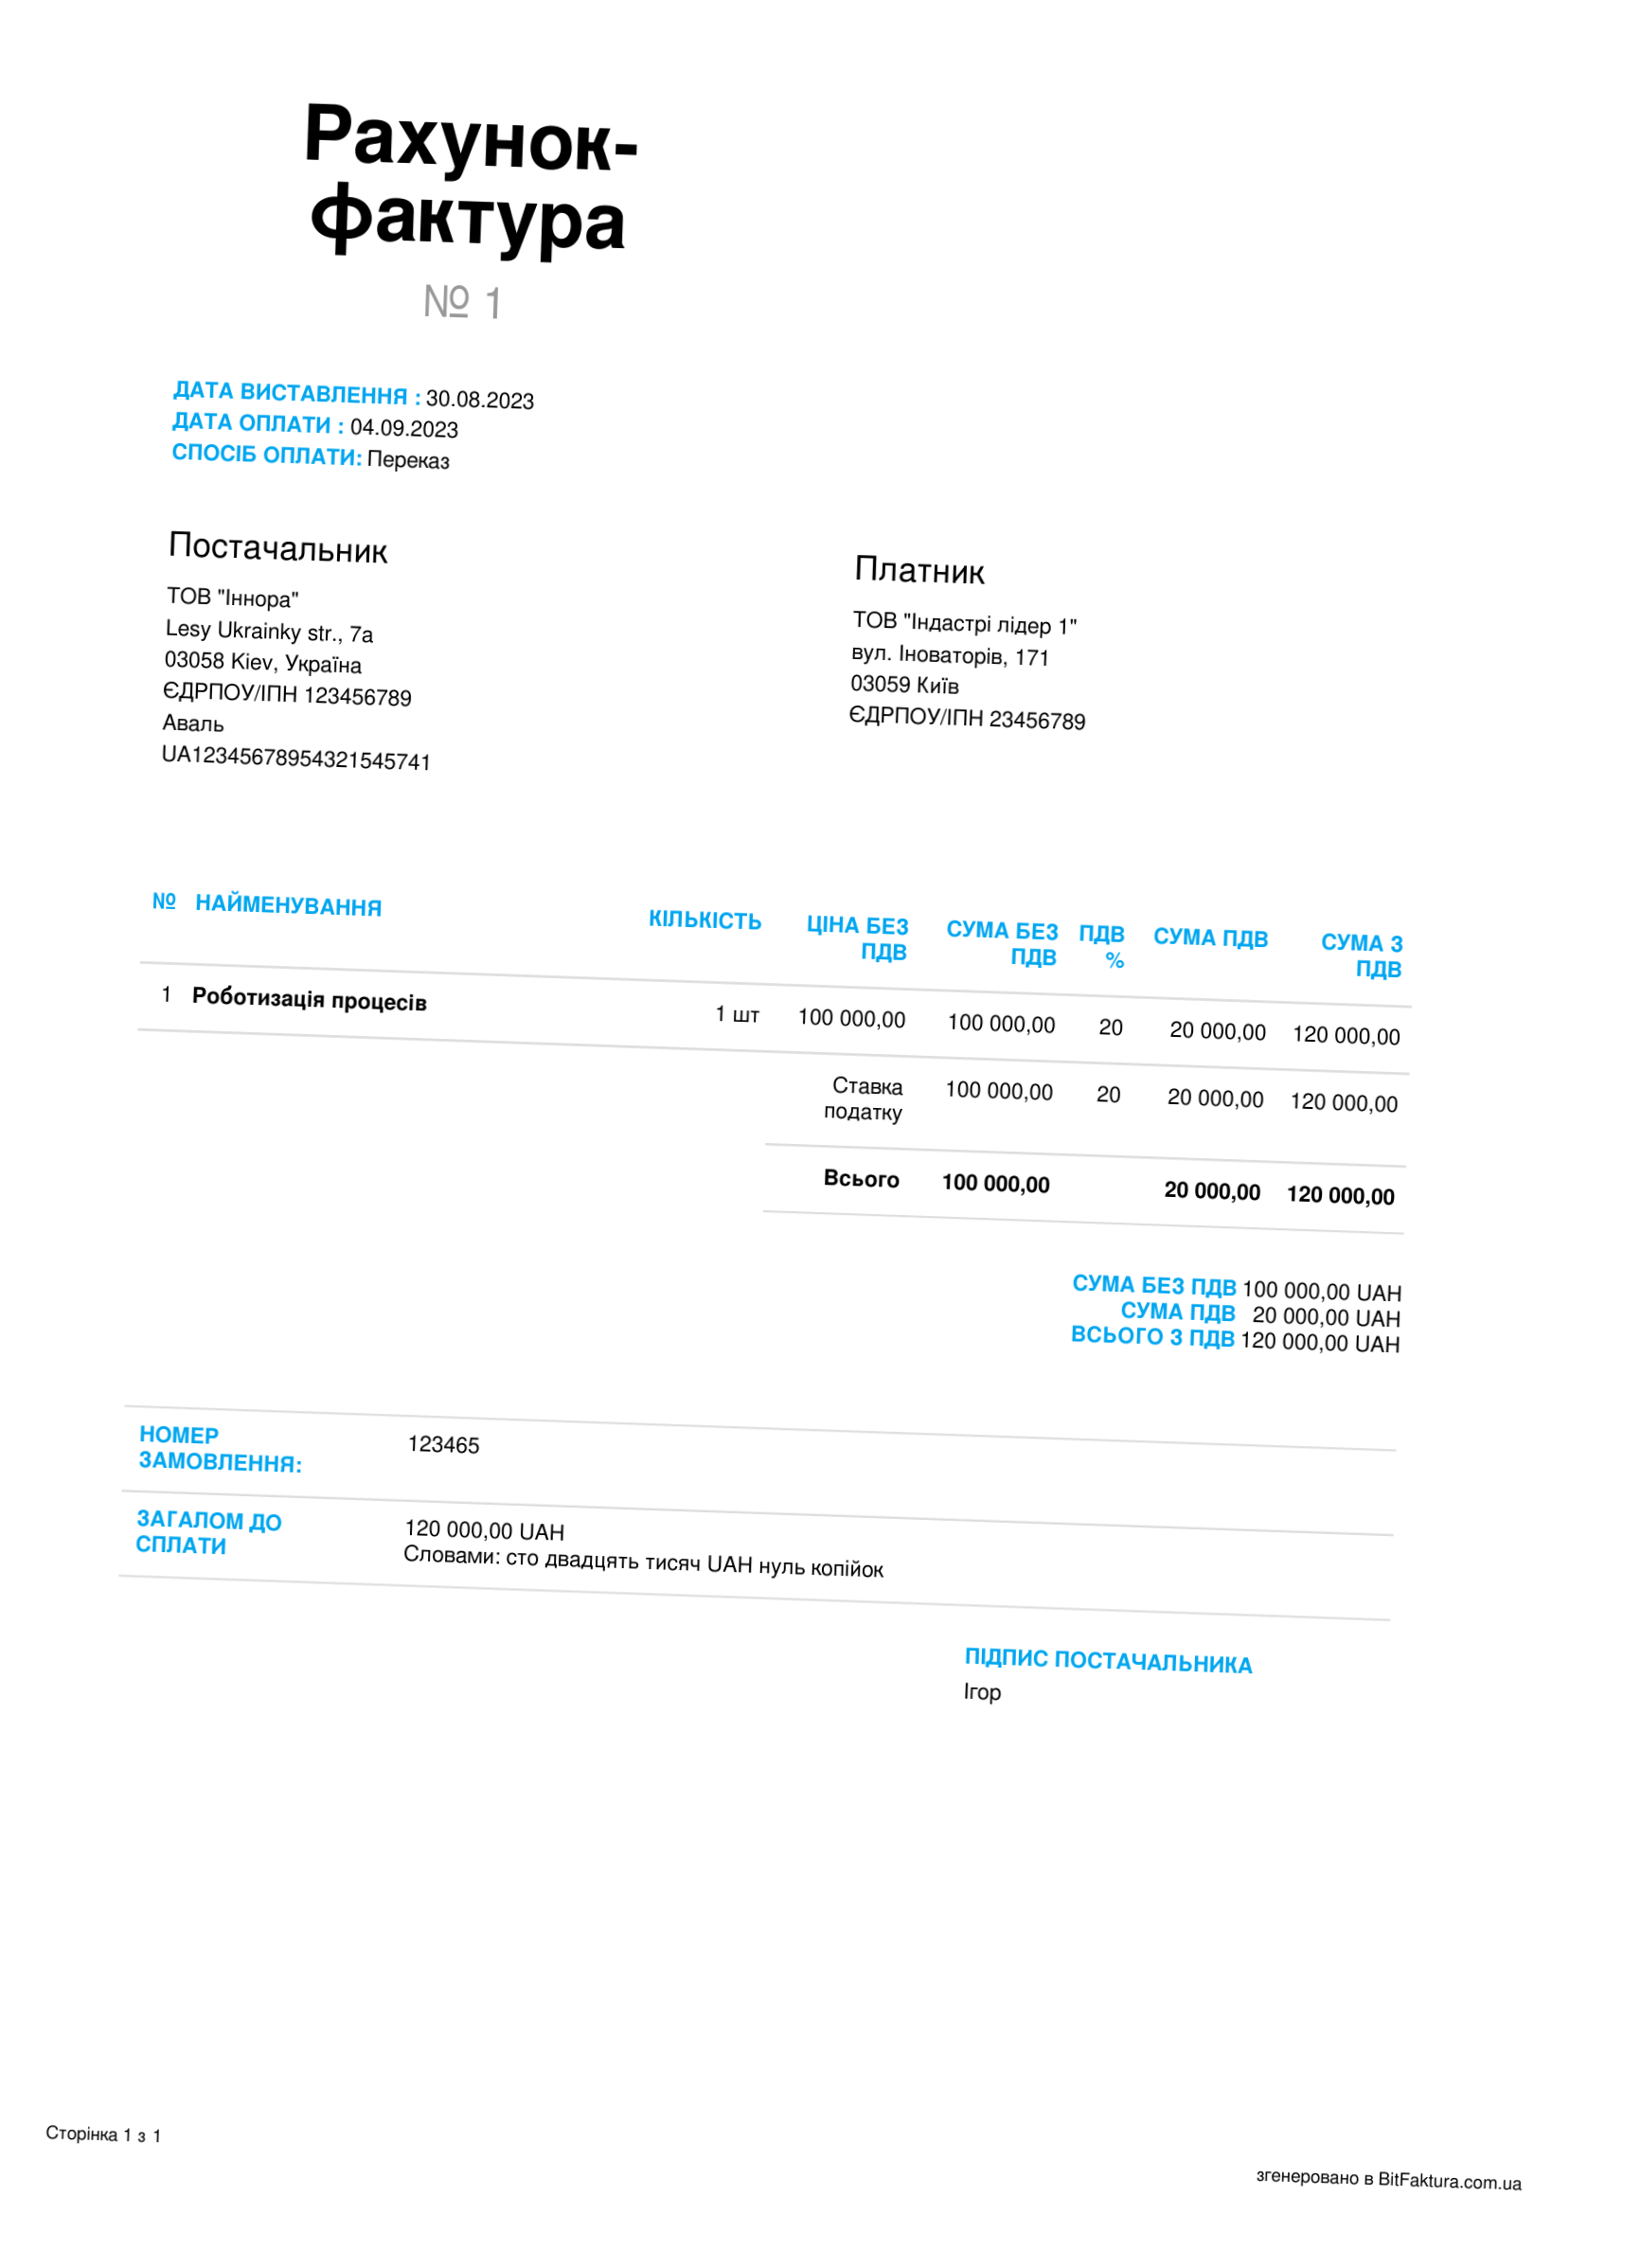 Рахунок-
фактура
№ 1
ДАТА ВИСТАВЛЕННЯ : 30.08.2023
ДАТА ОПЛАТИ : 04.09.2023
СПОСІБ ОПЛАТИ: Переказ
Постачальник
ТОВ "Іннора"
Lesy Ukrainky str., 7a
03058 Kiev, Україна
ЄДРПОУ/ІПН 123456789
Аваль
UA12345678954321545741
Платник
ТОВ "Індастрі лідер 1"
вул. Іноваторів, 171
03059 Київ
ЄДРПОУ/ІПН 23456789
№ НАЙМЕНУВАННЯ КІЛЬКІСТЬ ЦІНА БЕЗ ПДВ СУМА БЕЗ ПДВ ПДВ % СУМА ПДВ СУМА З ПДВ
1 Роботизація процесів 1 шт 100 000,00 100 000,00 20 20 000,00 120 000,00
Ставка податку 100 000,00 20 20 000,00 120 000,00
Всього 100 000,00 20 000,00 120 000,00
СУМА БЕЗ ПДВ 100 000,00 UAH
СУМА ПДВ 20 000,00 UAH
ВСЬОГО З ПДВ 120 000,00 UAH
НОМЕР ЗАМОВЛЕННЯ: 123465
ЗАГАЛОМ ДО СПЛАТИ 120 000,00 UAH
Словами: сто двадцять тисяч UAH нуль копійок
ПІДПИС ПОСТАЧАЛЬНИКА
Ігор
Сторінка 1 з 1
згенеровано в BitFaktura.com.ua